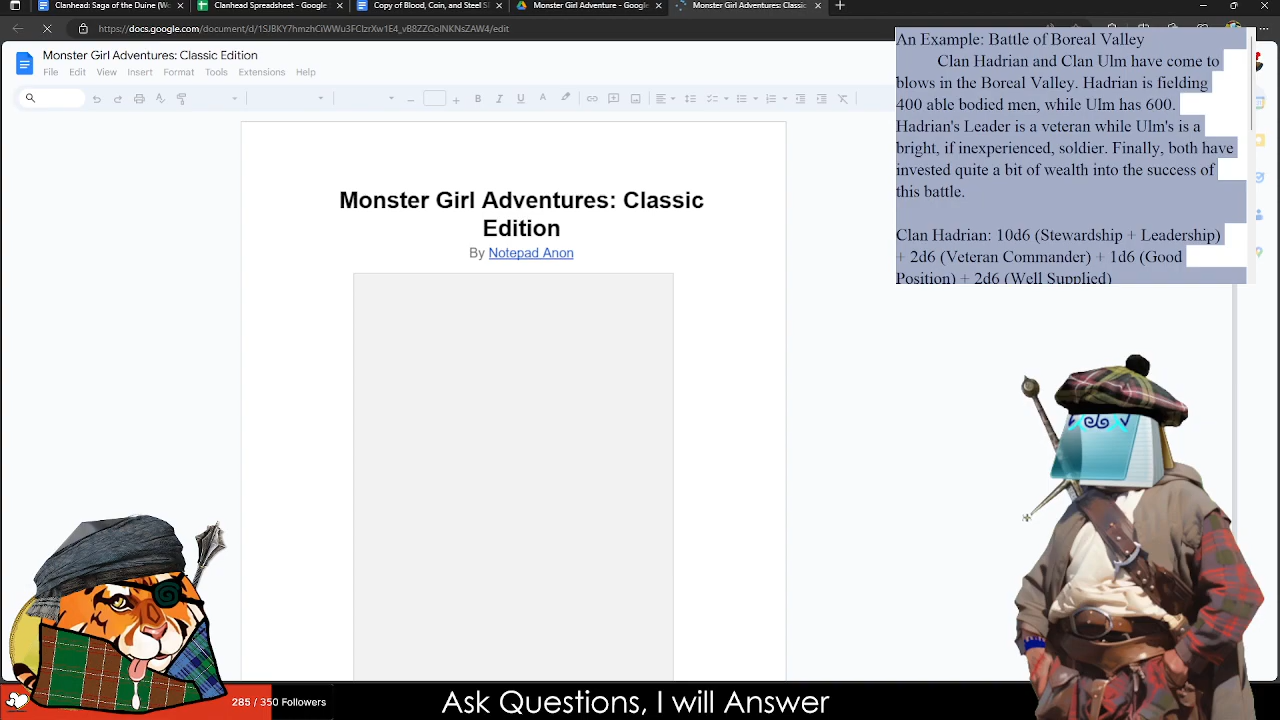 Clanhead: Sagas of the Duine (Wo
Clanhead Spreadsheet - Google S
Copy of Blood, Coin, and Steel S
Monster Girl Adventure - Google
Monster Girl Adventures Classic
https://docs.google.com/document/d/1SJBKY7hmzhCiWWu3FClzrXw1E4_vB8ZZGoINKNsZAW4/edit
Monster Girl Adventures: Classic Edition
File Edit View Insert Format Tools Extensions Help
Monster Girl Adventures: Classic
Edition
By Notepad Anon
An Example: Battle of Boreal Valley
Clan Hadrian and Clan Ulm have come to
blows in the Boreal Valley. Hadrian is fielding
400 able bodied men, while Ulm has 600.
Hadrian's Leader is a veteran while Ulm's is a
bright, if inexperienced, soldier. Finally, both have
invested quite a bit of wealth into the success of
this battle.
Clan Hadrian: 10d6 (Stewardship + Leadership)
+ 2d6 (Veteran Commander) + 1d6 (Good
Position) + 2d6 (Well Supplied)
285 / 350 Followers
Ask Questions, I will Answer